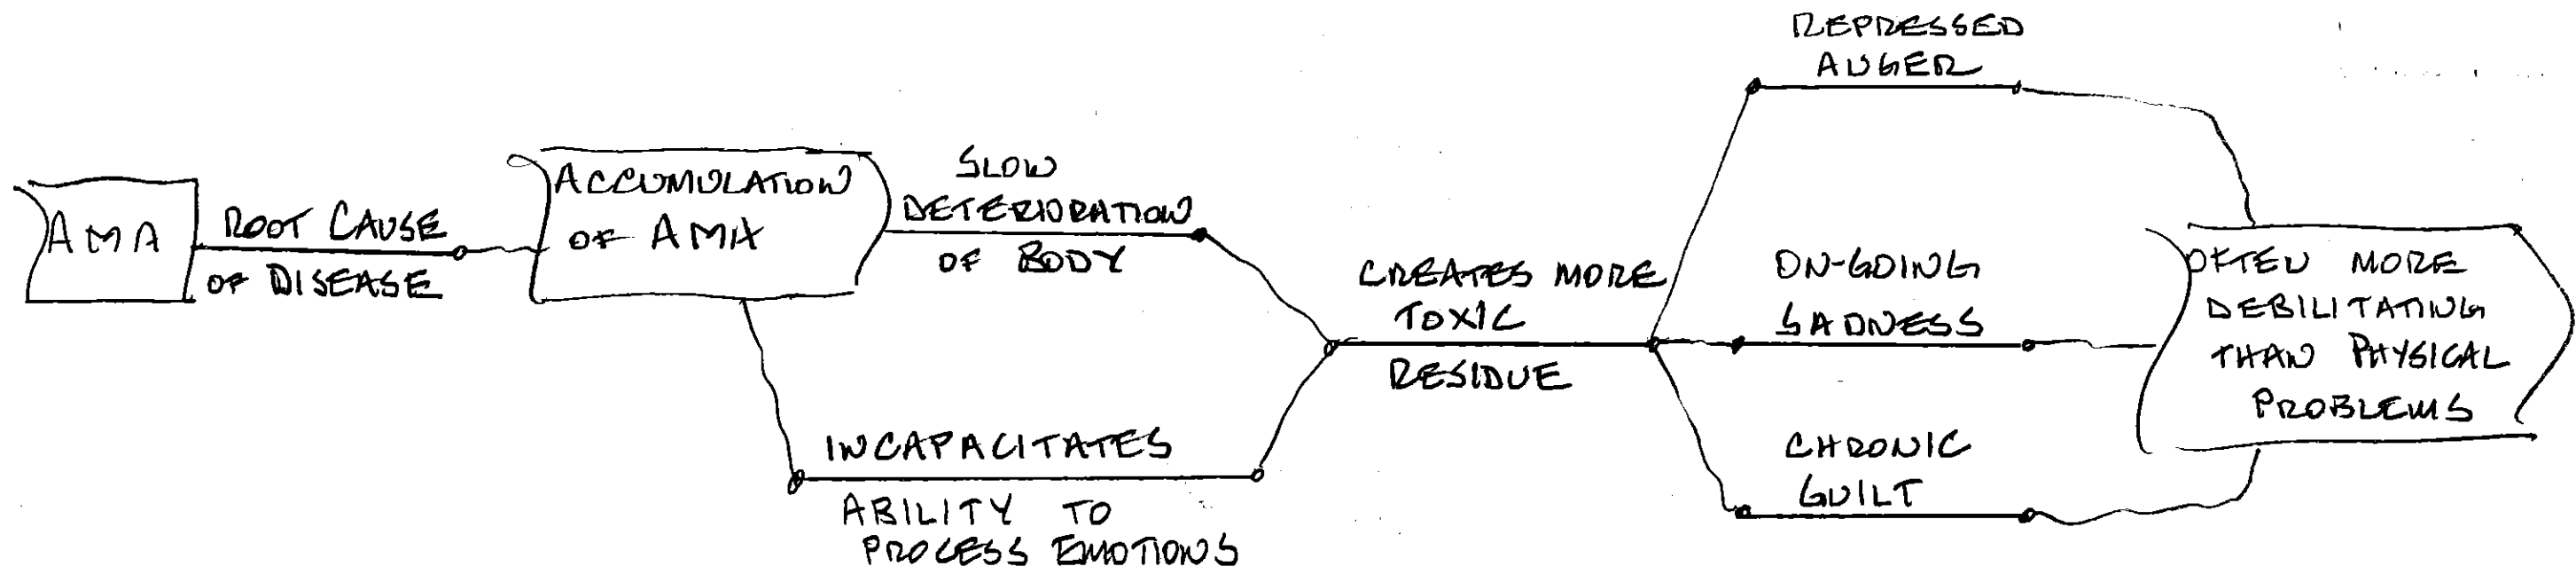 AMA
ROOT CAUSE
OF DISEASE
ACCUMULATION
OF AMA
SLOW
DETERIORATION
OF BODY
INCAPACITATES
ABILITY TO
PROCESS EMOTIONS
CREATES MORE
TOXIC
RESIDUE
REPRESSED
ANGER
ON-GOING
SADNESS
CHRONIC
GUILT
OFTEN MORE
DEBILITATING
THAN PHYSICAL
PROBLEMS